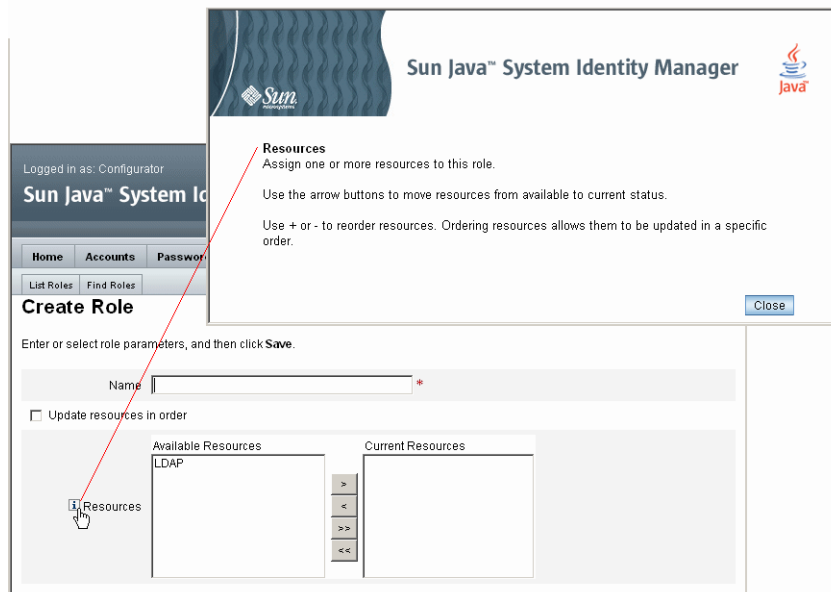 Sun Java™ System Identity Manager
Sun
microsystems
Java™
Resources
Assign one or more resources to this role.
Use the arrow buttons to move resources from available to current status.
Use + or - to reorder resources. Ordering resources allows them to be updated in a specific
order.
Close
Logged in as: Configurator
Sun Java™ System Id
Home Accounts Passwor
List Roles Find Roles
Create Role
Enter or select role parameters, and then click Save.
Name *
Update resources in order
Available Resources Current Resources
LDAP
>
i Resources
<
>>
<<